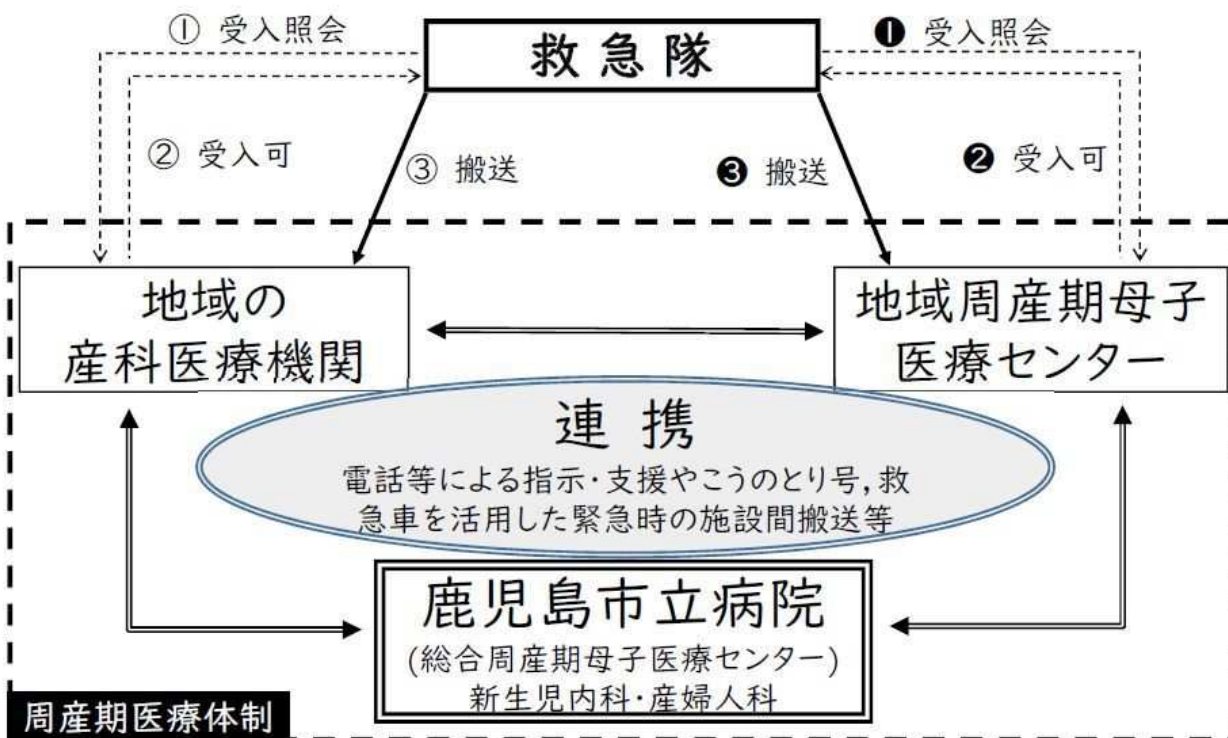 ① 受入照会
救急隊
❶ 受入照会
② 受入可
③ 搬送
❸ 搬送
❷ 受入可
地域の
産科医療機関
地域周産期母子
医療センター
連携
電話等による指示・支援やこうのとり号,救
急車を活用した緊急時の施設間搬送等
鹿児島市立病院
(総合周産期母子医療センター)
新生児内科・産婦人科
周産期医療体制